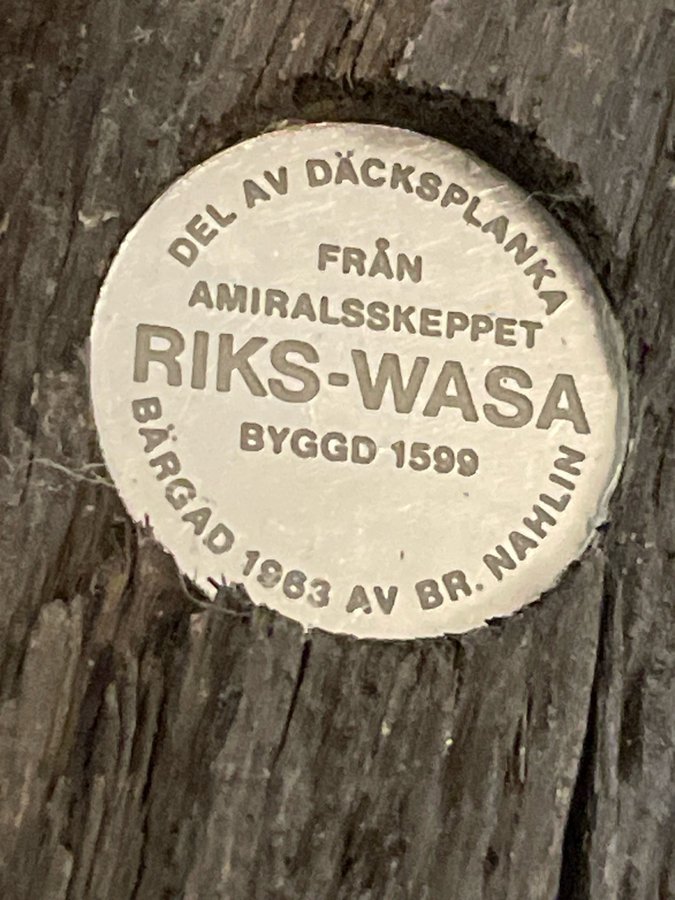 DEL AV DÄCKSPLANKA
FRÅN
AMIRALSSKEPPET
RIKS-WASA
BYGGD 1599
BÄRGAD 1963 AV BR. NAHLIN